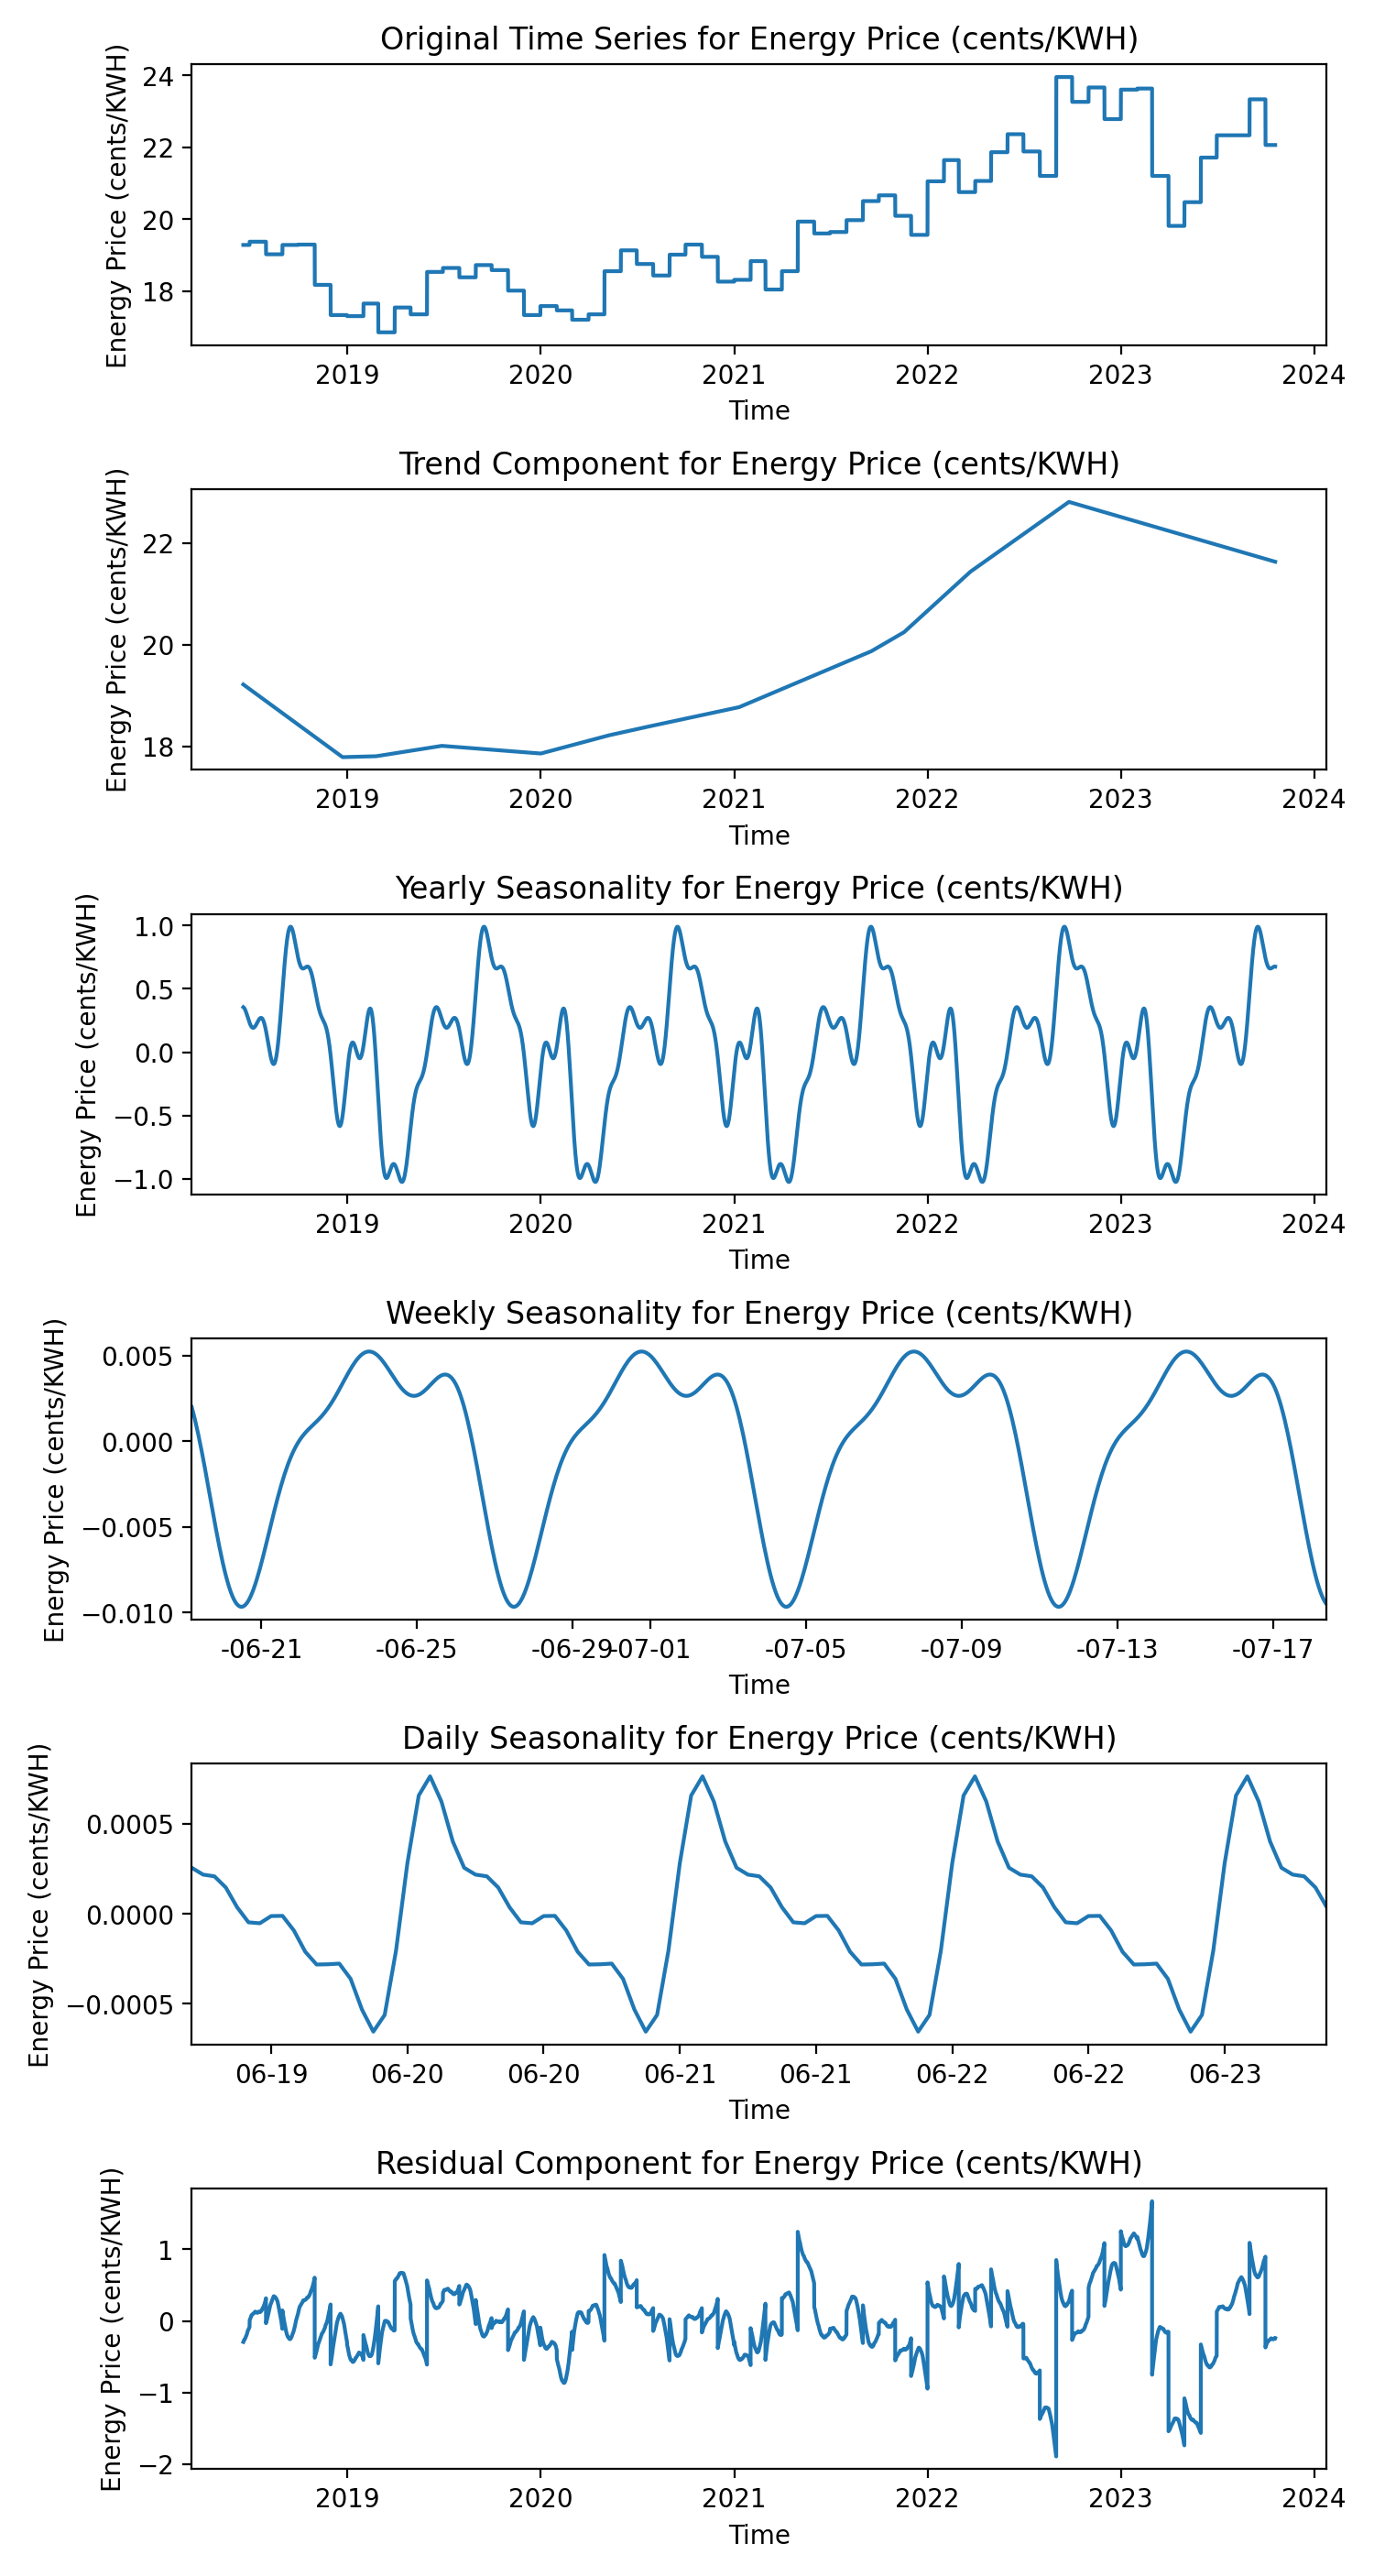 Original Time Series for Energy Price (cents/KWH)
Energy Price (cents/KWH)
24
22
20
18
2019 2020 2021 2022 2023 2024
Time
Trend Component for Energy Price (cents/KWH)
Energy Price (cents/KWH)
22
20
18
2019 2020 2021 2022 2023 2024
Time
Yearly Seasonality for Energy Price (cents/KWH)
Energy Price (cents/KWH)
1.0
0.5
0.0
−0.5
−1.0
2019 2020 2021 2022 2023 2024
Time
Weekly Seasonality for Energy Price (cents/KWH)
Energy Price (cents/KWH)
0.005
0.000
−0.005
−0.010
-06-21 -06-25 -06-29 -07-01 -07-05 -07-09 -07-13 -07-17
Time
Daily Seasonality for Energy Price (cents/KWH)
Energy Price (cents/KWH)
0.0005
0.0000
−0.0005
06-19 06-20 06-20 06-21 06-21 06-22 06-22 06-23
Time
Residual Component for Energy Price (cents/KWH)
Energy Price (cents/KWH)
1
0
−1
−2
2019 2020 2021 2022 2023 2024
Time